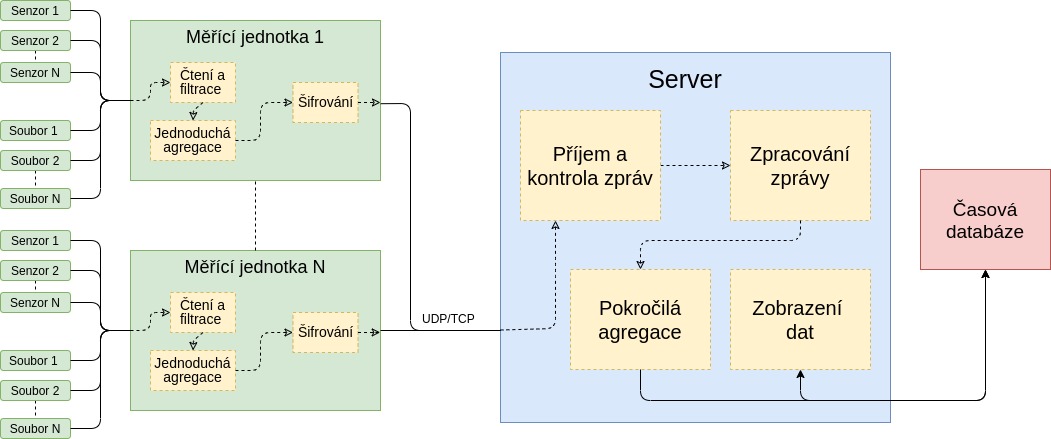 Senzor 1
Senzor 2
Senzor N
Soubor 1
Soubor 2
Soubor N
Měřící jednotka 1
Čtení a
filtrace
Jednoduchá
agregace
Šifrování
Senzor 1
Senzor 2
Senzor N
Soubor 1
Soubor 2
Soubor N
Měřící jednotka N
Čtení a
filtrace
Jednoduchá
agregace
Šifrování
UDP/TCP
Server
Příjem a
kontrola zpráv
Zpracování
zprávy
Pokročilá
agregace
Zobrazení
dat
Časová
databáze